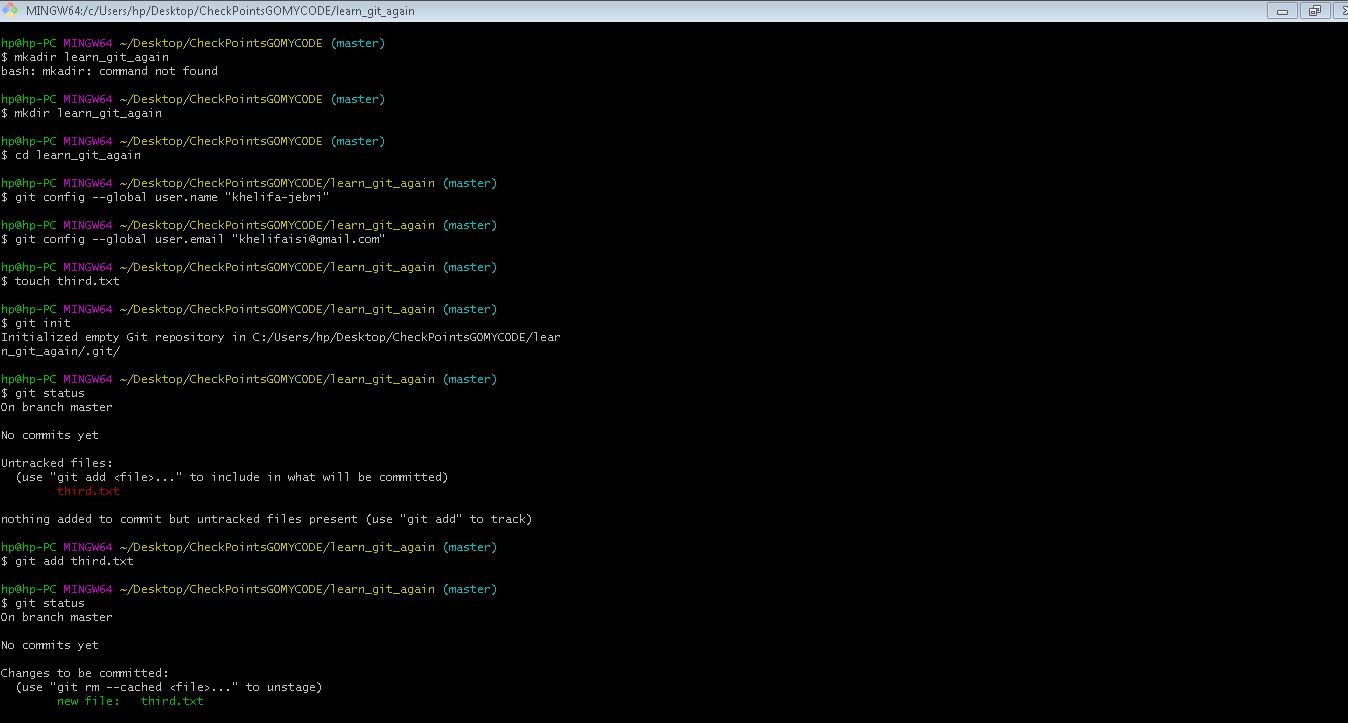 MINGW64:/c/Users/hp/Desktop/CheckPointsGOMYCODE/learn_git_again
hp@hp-PC MINGW64 ~/Desktop/CheckPointsGOMYCODE (master)
$ mkadir learn_git_again
bash: mkadir: command not found
hp@hp-PC MINGW64 ~/Desktop/CheckPointsGOMYCODE (master)
$ mkdir learn_git_again
hp@hp-PC MINGW64 ~/Desktop/CheckPointsGOMYCODE (master)
$ cd learn_git_again
hp@hp-PC MINGW64 ~/Desktop/CheckPointsGOMYCODE/learn_git_again (master)
$ git config --global user.name "khelifa-jebri"
hp@hp-PC MINGW64 ~/Desktop/CheckPointsGOMYCODE/learn_git_again (master)
$ git config --global user.email "khelifaisi@gmail.com"
hp@hp-PC MINGW64 ~/Desktop/CheckPointsGOMYCODE/learn_git_again (master)
$ touch third.txt
hp@hp-PC MINGW64 ~/Desktop/CheckPointsGOMYCODE/learn_git_again (master)
$ git init
Initialized empty Git repository in C:/Users/hp/Desktop/CheckPointsGOMYCODE/lear
n_git_again/.git/
hp@hp-PC MINGW64 ~/Desktop/CheckPointsGOMYCODE/learn_git_again (master)
$ git status
On branch master
No commits yet
Untracked files:
  (use "git add <file>..." to include in what will be committed)
        third.txt
nothing added to commit but untracked files present (use "git add" to track)
hp@hp-PC MINGW64 ~/Desktop/CheckPointsGOMYCODE/learn_git_again (master)
$ git add third.txt
hp@hp-PC MINGW64 ~/Desktop/CheckPointsGOMYCODE/learn_git_again (master)
$ git status
On branch master
No commits yet
Changes to be committed:
  (use "git rm --cached <file>..." to unstage)
        new file:   third.txt